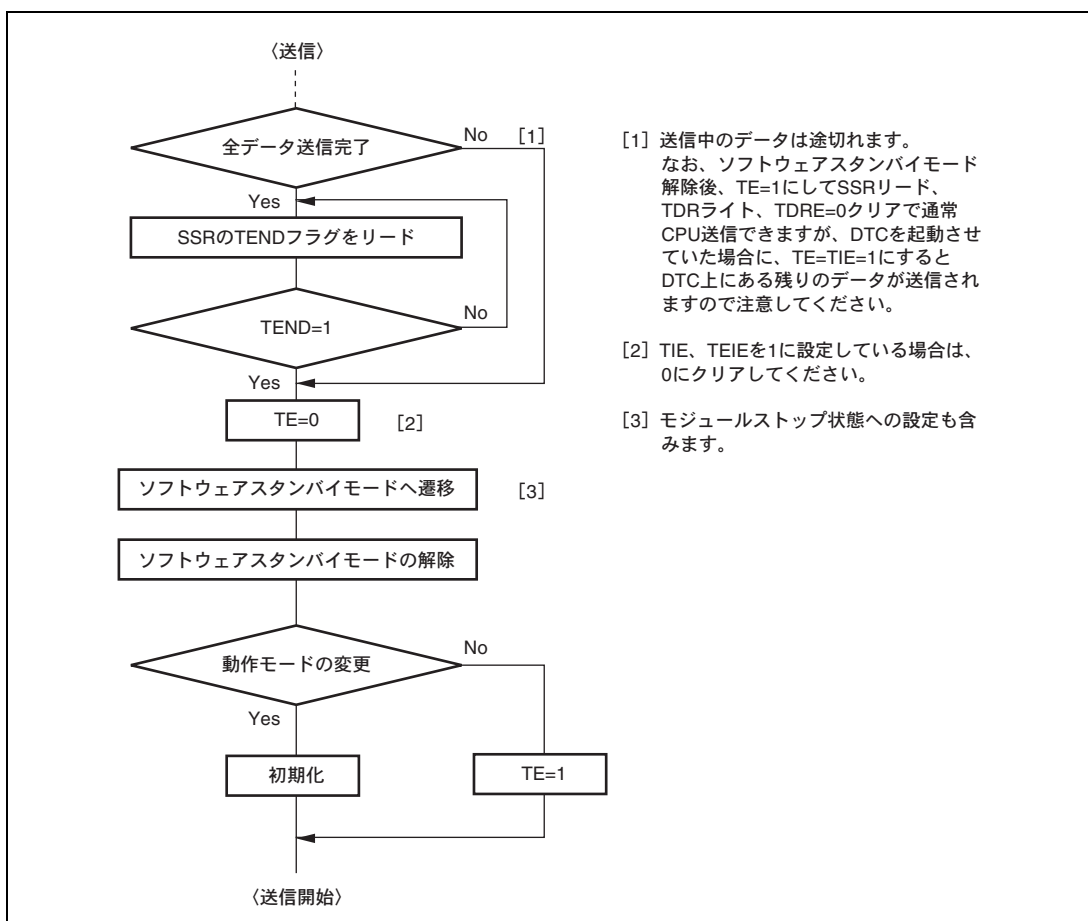 〈送信〉
全データ送信完了
No
[1]
Yes
SSRのTENDフラグをリード
TEND=1
No
Yes
TE=0
[2]
ソフトウェアスタンバイモードへ遷移
[3]
ソフトウェアスタンバイモードの解除
動作モードの変更
No
Yes
初期化
TE=1
〈送信開始〉
[1] 送信中のデータは途切れます。
なお、ソフトウェアスタンバイモード
解除後、TE=1にしてSSRリード、
TDRライト、TDRE=0クリアで通常
CPU送信できますが、DTCを起動させ
ていた場合に、TE=TIE=1にすると
DTC上にある残りのデータが送信され
ますので注意してください。
[2] TIE、TEIEを1に設定している場合は、
0にクリアしてください。
[3] モジュールストップ状態への設定も含
みます。